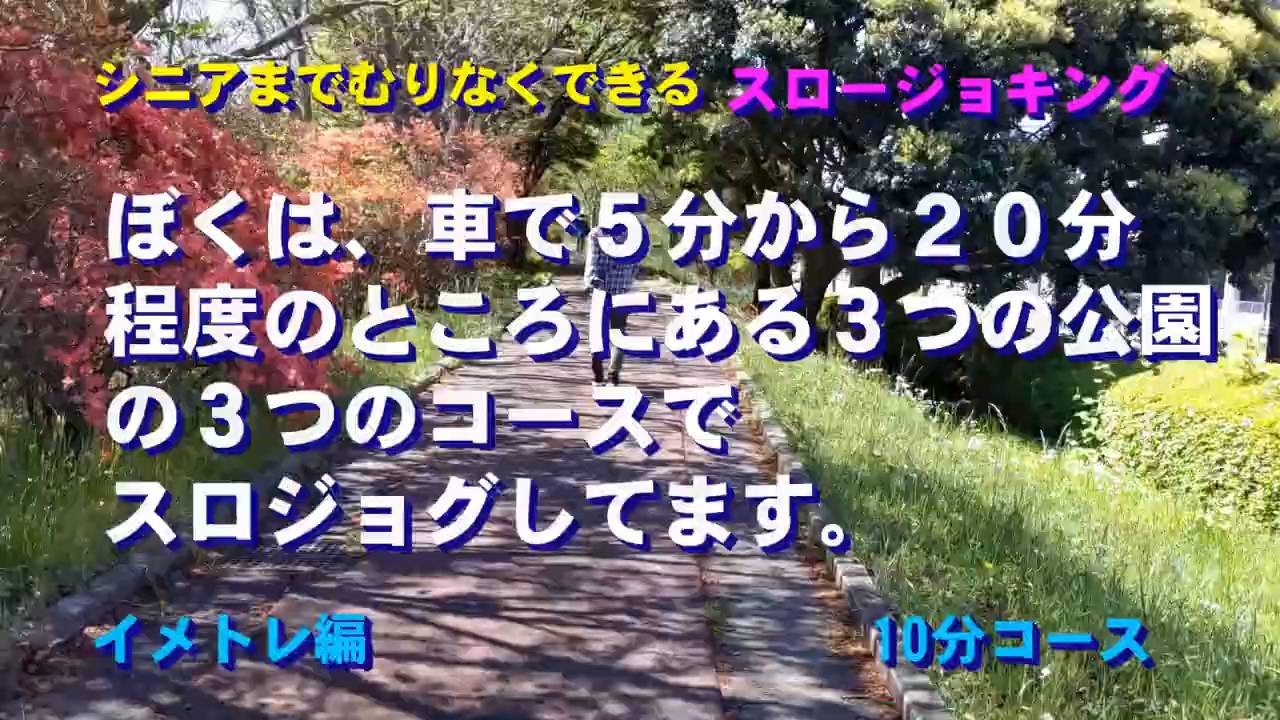 シニアまでむりなくできる スロージョキング
ぼくは、車で５分から２０分
程度のところにある３つの公園
の３つのコースで
スロジョグしてます。
イメトレ編 10分コース